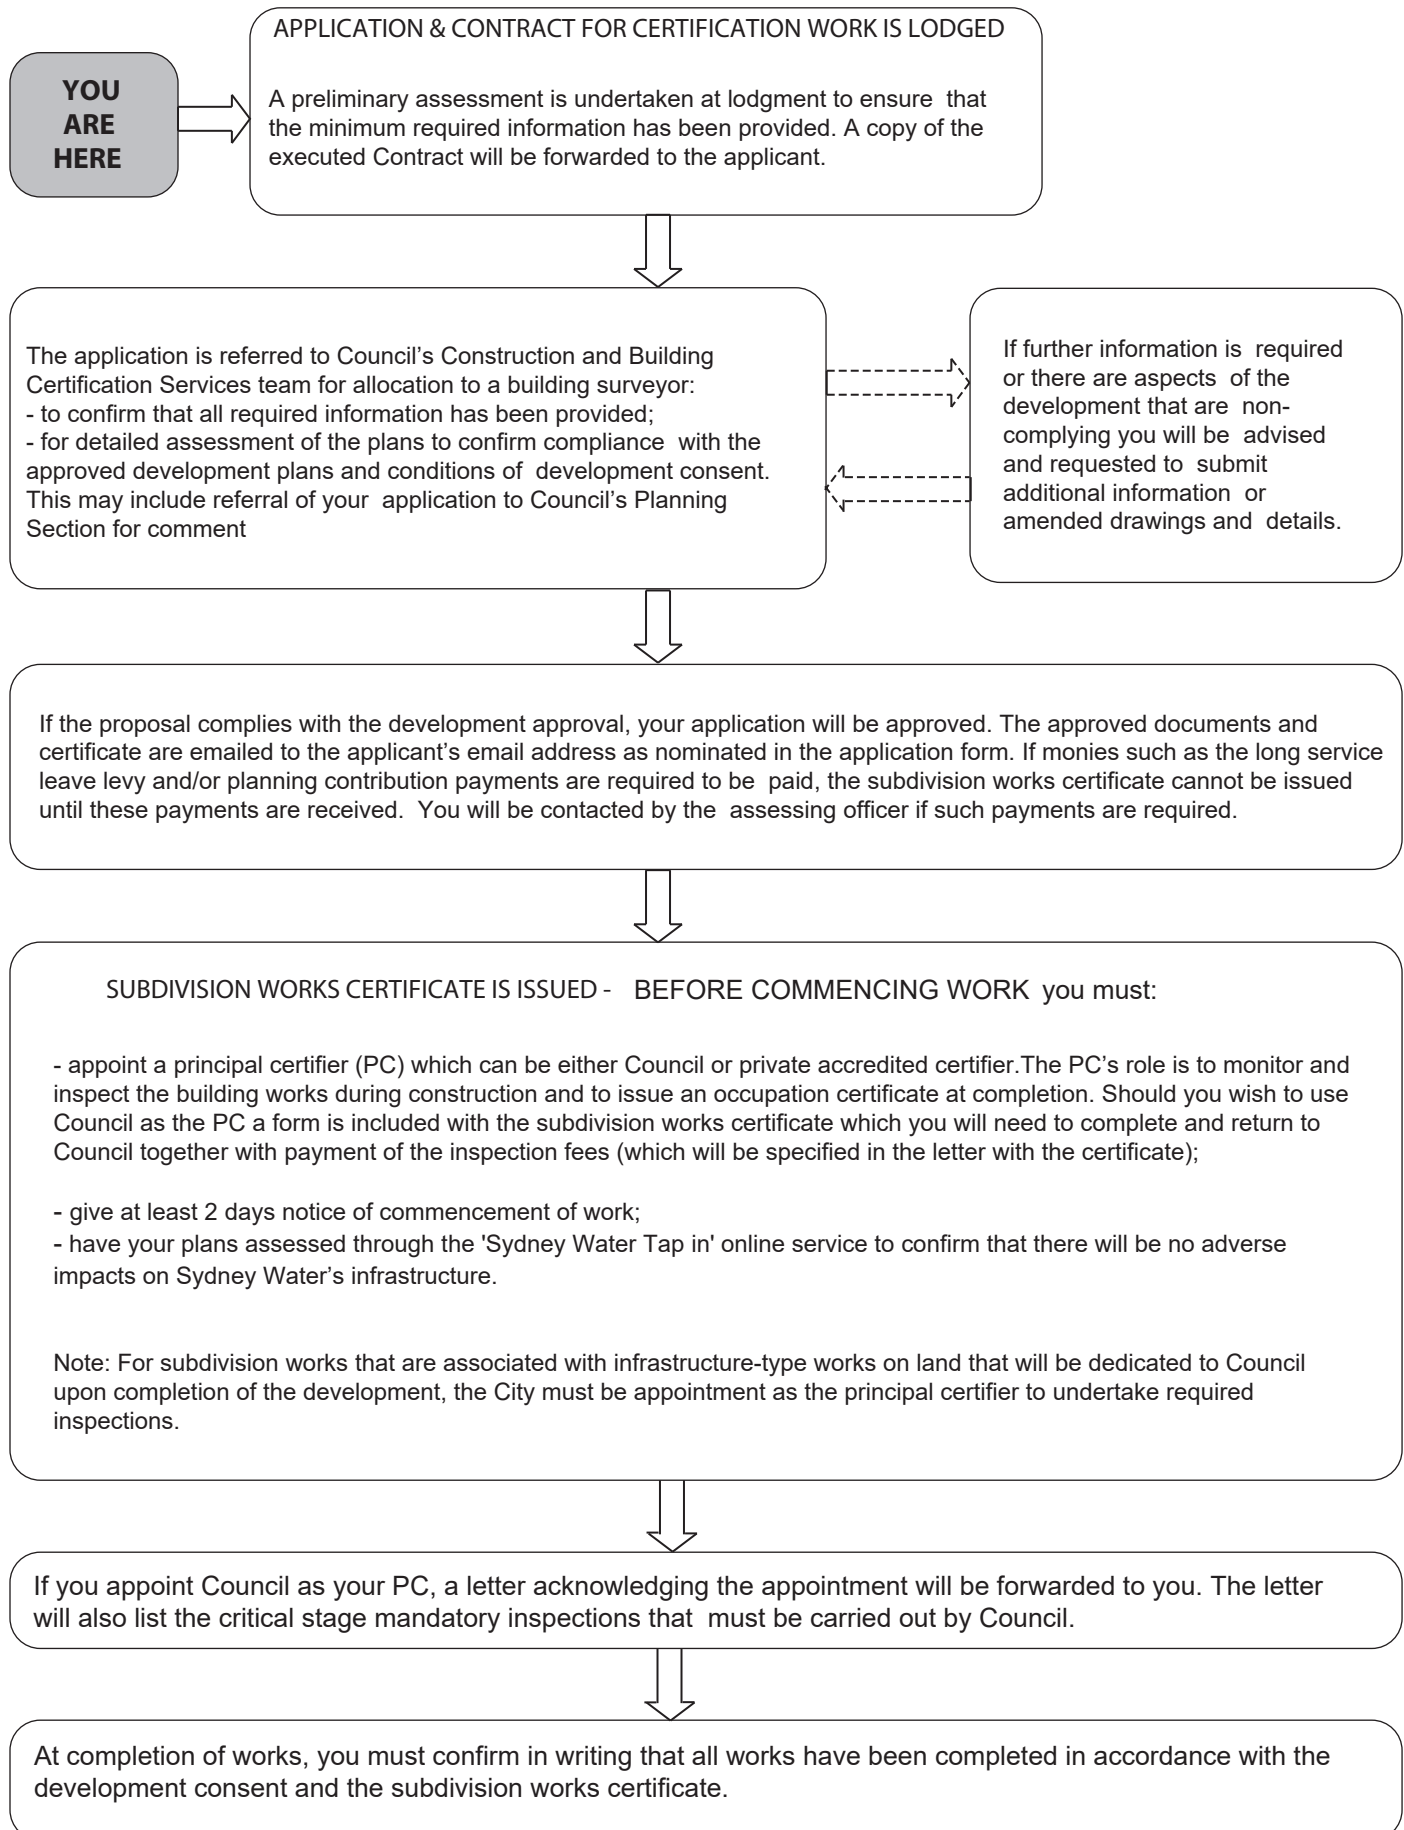 APPLICATION & CONTRACT FOR CERTIFICATION WORK IS LODGED
YOU
ARE
HERE
A preliminary assessment is undertaken at lodgment to ensure that
the minimum required information has been provided. A copy of the
executed Contract will be forwarded to the applicant.
The application is referred to Council’s Construction and Building
Certification Services team for allocation to a building surveyor:
- to confirm that all required information has been provided;
- for detailed assessment of the plans to confirm compliance with the
approved development plans and conditions of development consent.
This may include referral of your application to Council’s Planning
Section for comment
If further information is required
or there are aspects of the
development that are non-
complying you will be advised
and requested to submit
additional information or
amended drawings and details.
If the proposal complies with the development approval, your application will be approved. The approved documents and
certificate are emailed to the applicant’s email address as nominated in the application form. If monies such as the long service
leave levy and/or planning contribution payments are required to be paid, the subdivision works certificate cannot be issued
until these payments are received. You will be contacted by the assessing officer if such payments are required.
SUBDIVISION WORKS CERTIFICATE IS ISSUED - BEFORE COMMENCING WORK you must:
- appoint a principal certifier (PC) which can be either Council or private accredited certifier.The PC’s role is to monitor and
inspect the building works during construction and to issue an occupation certificate at completion. Should you wish to use
Council as the PC a form is included with the subdivision works certificate which you will need to complete and return to
Council together with payment of the inspection fees (which will be specified in the letter with the certificate);
- give at least 2 days notice of commencement of work;
- have your plans assessed through the 'Sydney Water Tap in' online service to confirm that there will be no adverse
impacts on Sydney Water’s infrastructure.
Note: For subdivision works that are associated with infrastructure-type works on land that will be dedicated to Council
upon completion of the development, the City must be appointment as the principal certifier to undertake required
inspections.
If you appoint Council as your PC, a letter acknowledging the appointment will be forwarded to you. The letter
will also list the critical stage mandatory inspections that must be carried out by Council.
At completion of works, you must confirm in writing that all works have been completed in accordance with the
development consent and the subdivision works certificate.